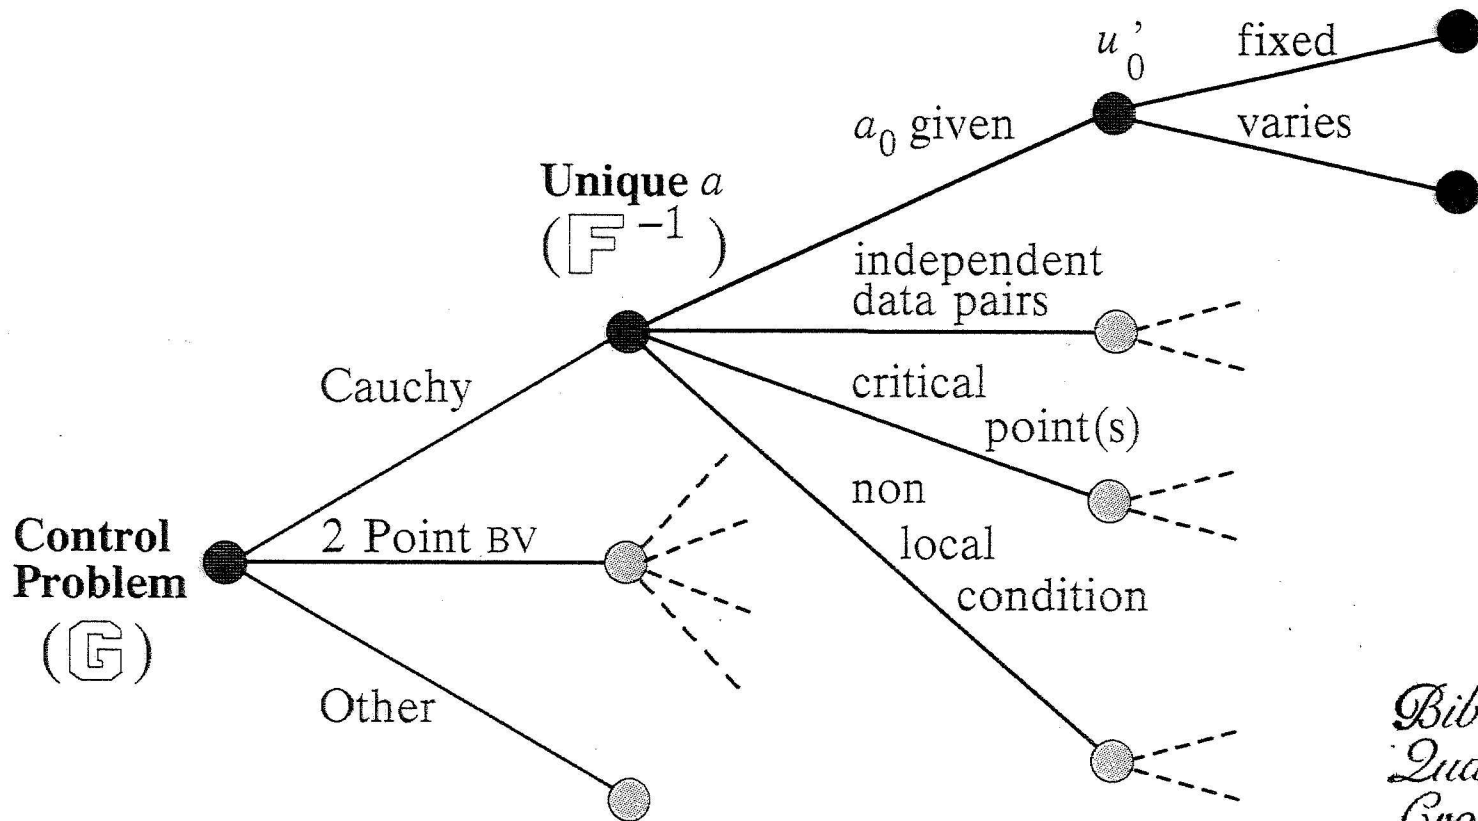 u'₀
fixed
a₀ given
varies
Unique a
(𝔽⁻¹)
independent
data pairs
Cauchy
critical
point(s)
non
local
condition
2 Point BV
Control
Problem
(𝔾)
Other